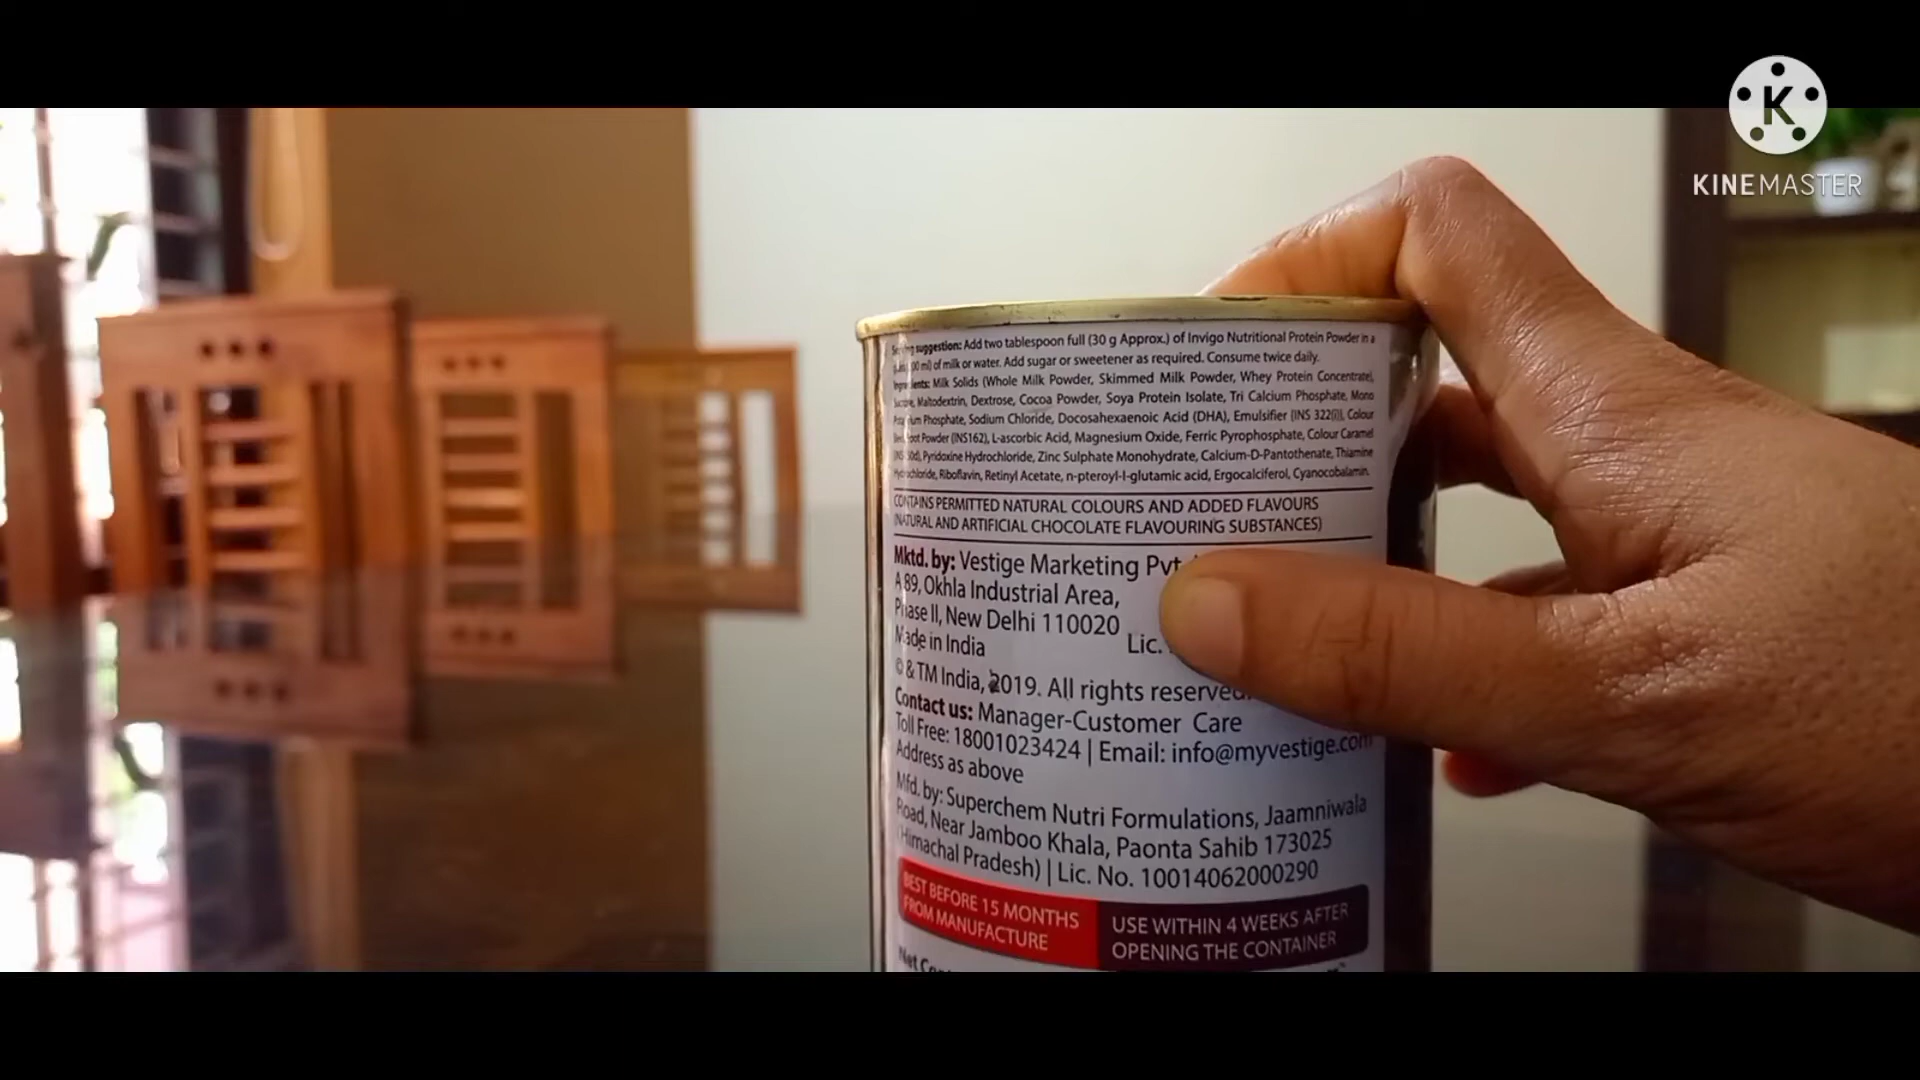 KINEMASTER
suggestion: Add two tablespoon full (30 g Approx.) of Invigo Nutritional Protein Powder in a
of milk or water. Add sugar or sweetener as required. Consume twice daily.
Milk Solids (Whole Milk Powder, Skimmed Milk Powder, Whey Protein Concentrate),
Maltodextrin, Dextrose, Cocoa Powder, Soya Protein Isolate, Tri Calcium Phosphate, Mono
Phosphate, Sodium Chloride, Docosahexaenoic Acid (DHA), Emulsifier (INS 322(i)), Colour
Powder (INS162), L-ascorbic Acid, Magnesium Oxide, Ferric Pyrophosphate, Colour Caramel
Pyridoxine Hydrochloride, Zinc Sulphate Monohydrate, Calcium-D-Pantothenate, Thiamine
Hydrochloride, Riboflavin, Retinyl Acetate, n-pteroyl-l-glutamic acid, Ergocalciferol, Cyanocobalamin.
CONTAINS PERMITTED NATURAL COLOURS AND ADDED FLAVOURS
(NATURAL AND ARTIFICIAL CHOCOLATE FLAVOURING SUBSTANCES)
Mktd. by: Vestige Marketing Pvt.
A 89, Okhla Industrial Area,
Phase II, New Delhi 110020
Made in India Lic.
© & TM India, 2019. All rights reserved.
Contact us: Manager-Customer Care
Toll Free: 18001023424 | Email: info@myvestige.com
Address as above
Mfd. by: Superchem Nutri Formulations, Jaamniwala
Road, Near Jamboo Khala, Paonta Sahib 173025
(Himachal Pradesh) | Lic. No. 10014062000290
BEST BEFORE 15 MONTHS
FROM MANUFACTURE
USE WITHIN 4 WEEKS AFTER
OPENING THE CONTAINER
Net